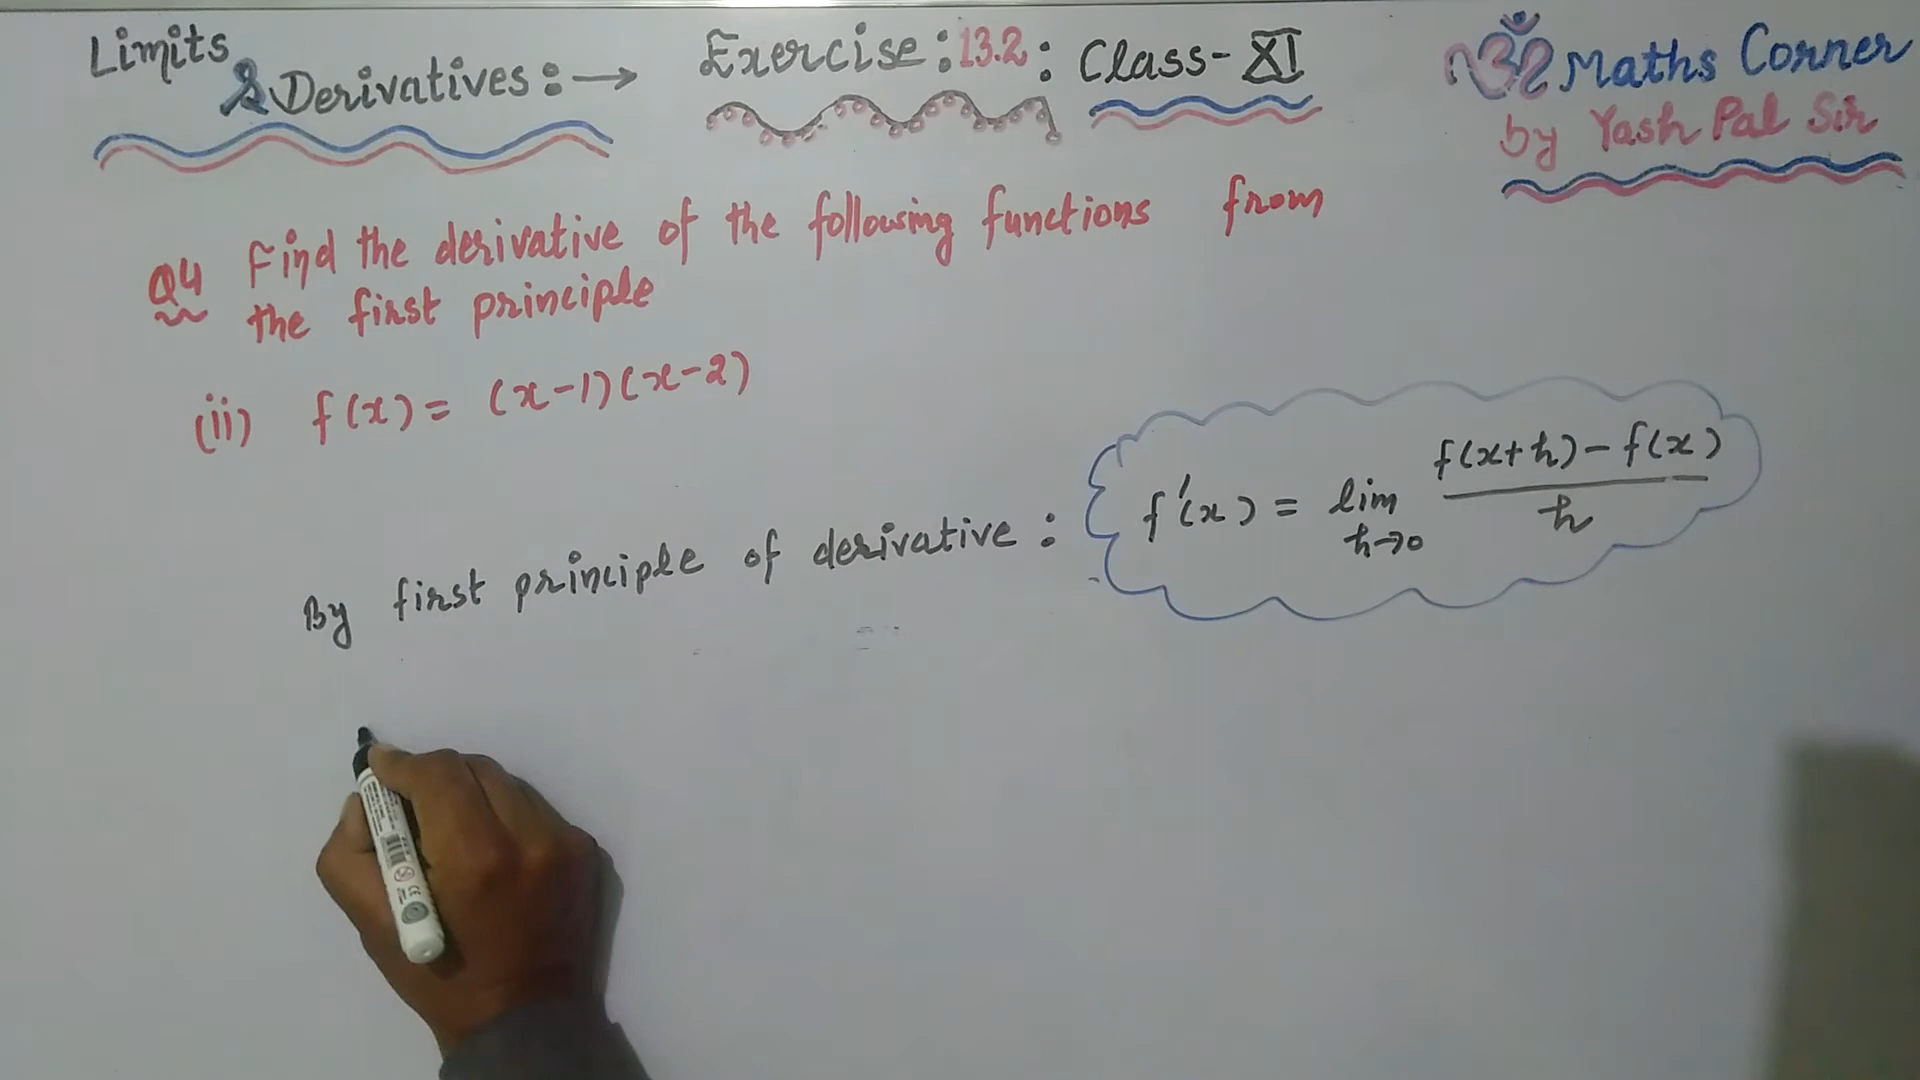 Limits
& Derivatives :→
Exercise : 13.2 : Class - XI
ॐ Maths Corner
by Yash Pal Sir
Q4 Find the derivative of the following functions from
the first principle
(ii) f(x) = (x-1)(x-2)
By first principle of derivative : f'(x) = lim h→0 f(x+h) - f(x) / h